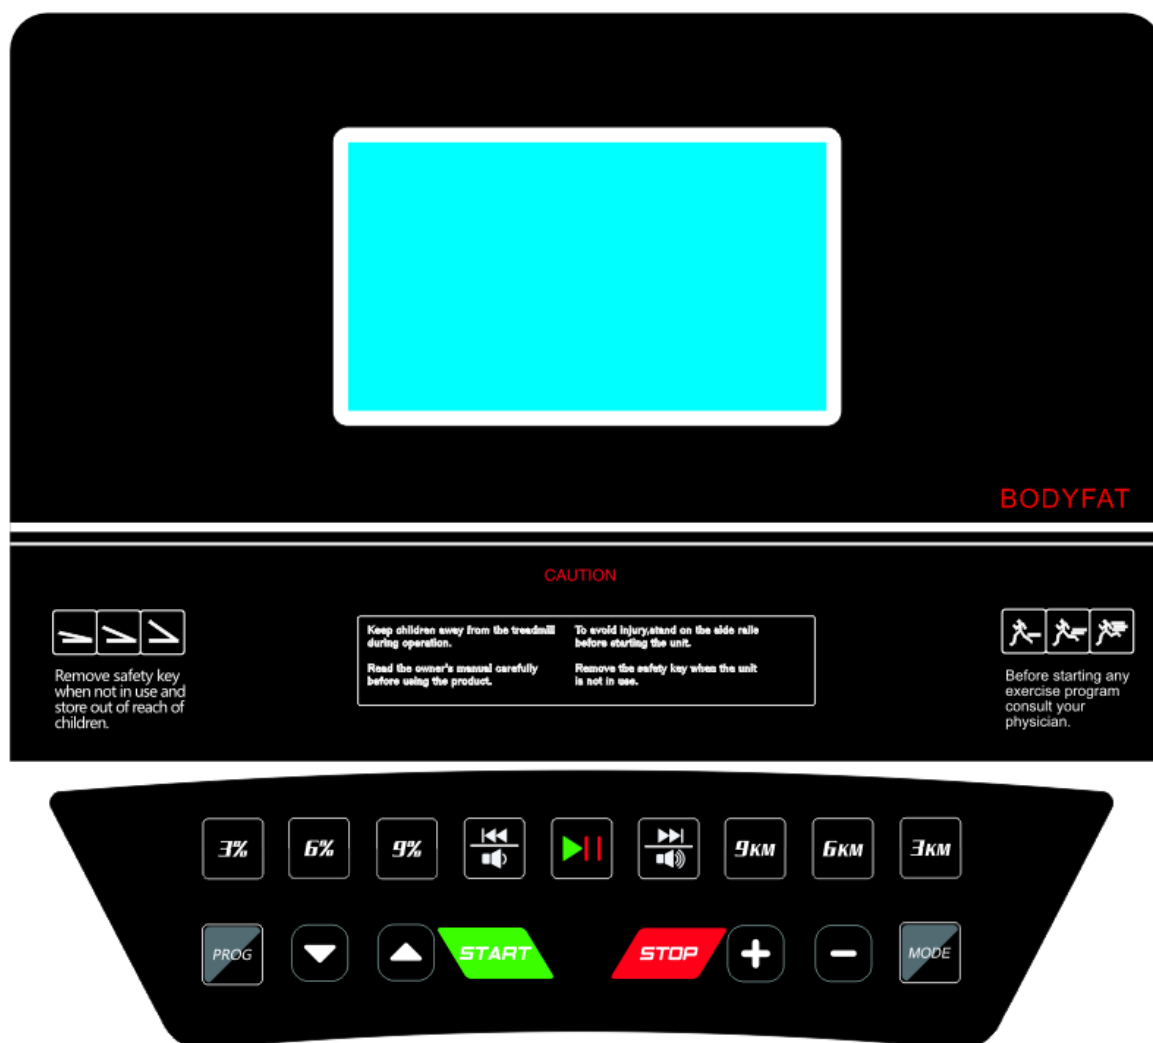 BODYFAT
CAUTION
Remove safety key
when not in use and
store out of reach of
children.
Keep children away from the treadmill
during operation.
Read the owner's manual carefully
before using the product.
To avoid injury,stand on the side rails
before starting the unit.
Remove the safety key when the unit
is not in use.
Before starting any
exercise program
consult your
physician.
3% 6% 9% 9KM 6KM 3KM
PROG START STOP MODE